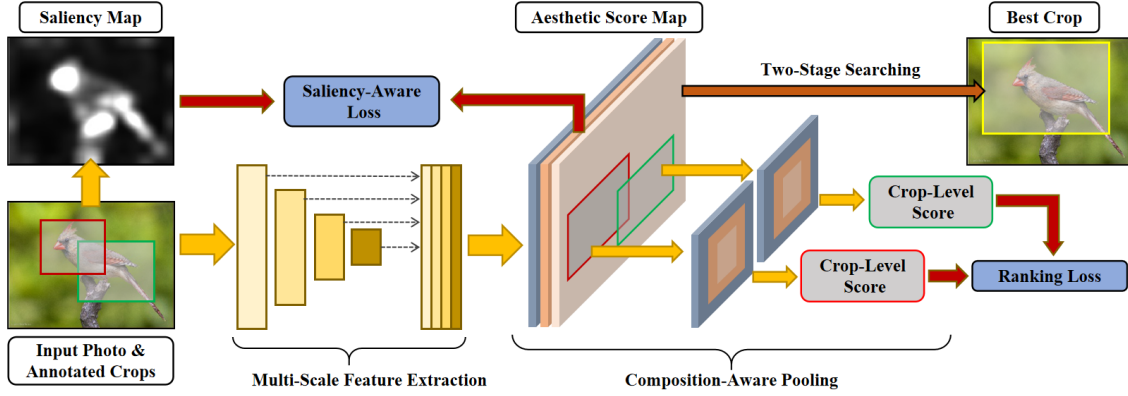 Saliency Map
Aesthetic Score Map
Best Crop
Saliency-Aware
Loss
Two-Stage Searching
Crop-Level
Score
Crop-Level
Score
Ranking Loss
Input Photo &
Annotated Crops
Multi-Scale Feature Extraction
Composition-Aware Pooling